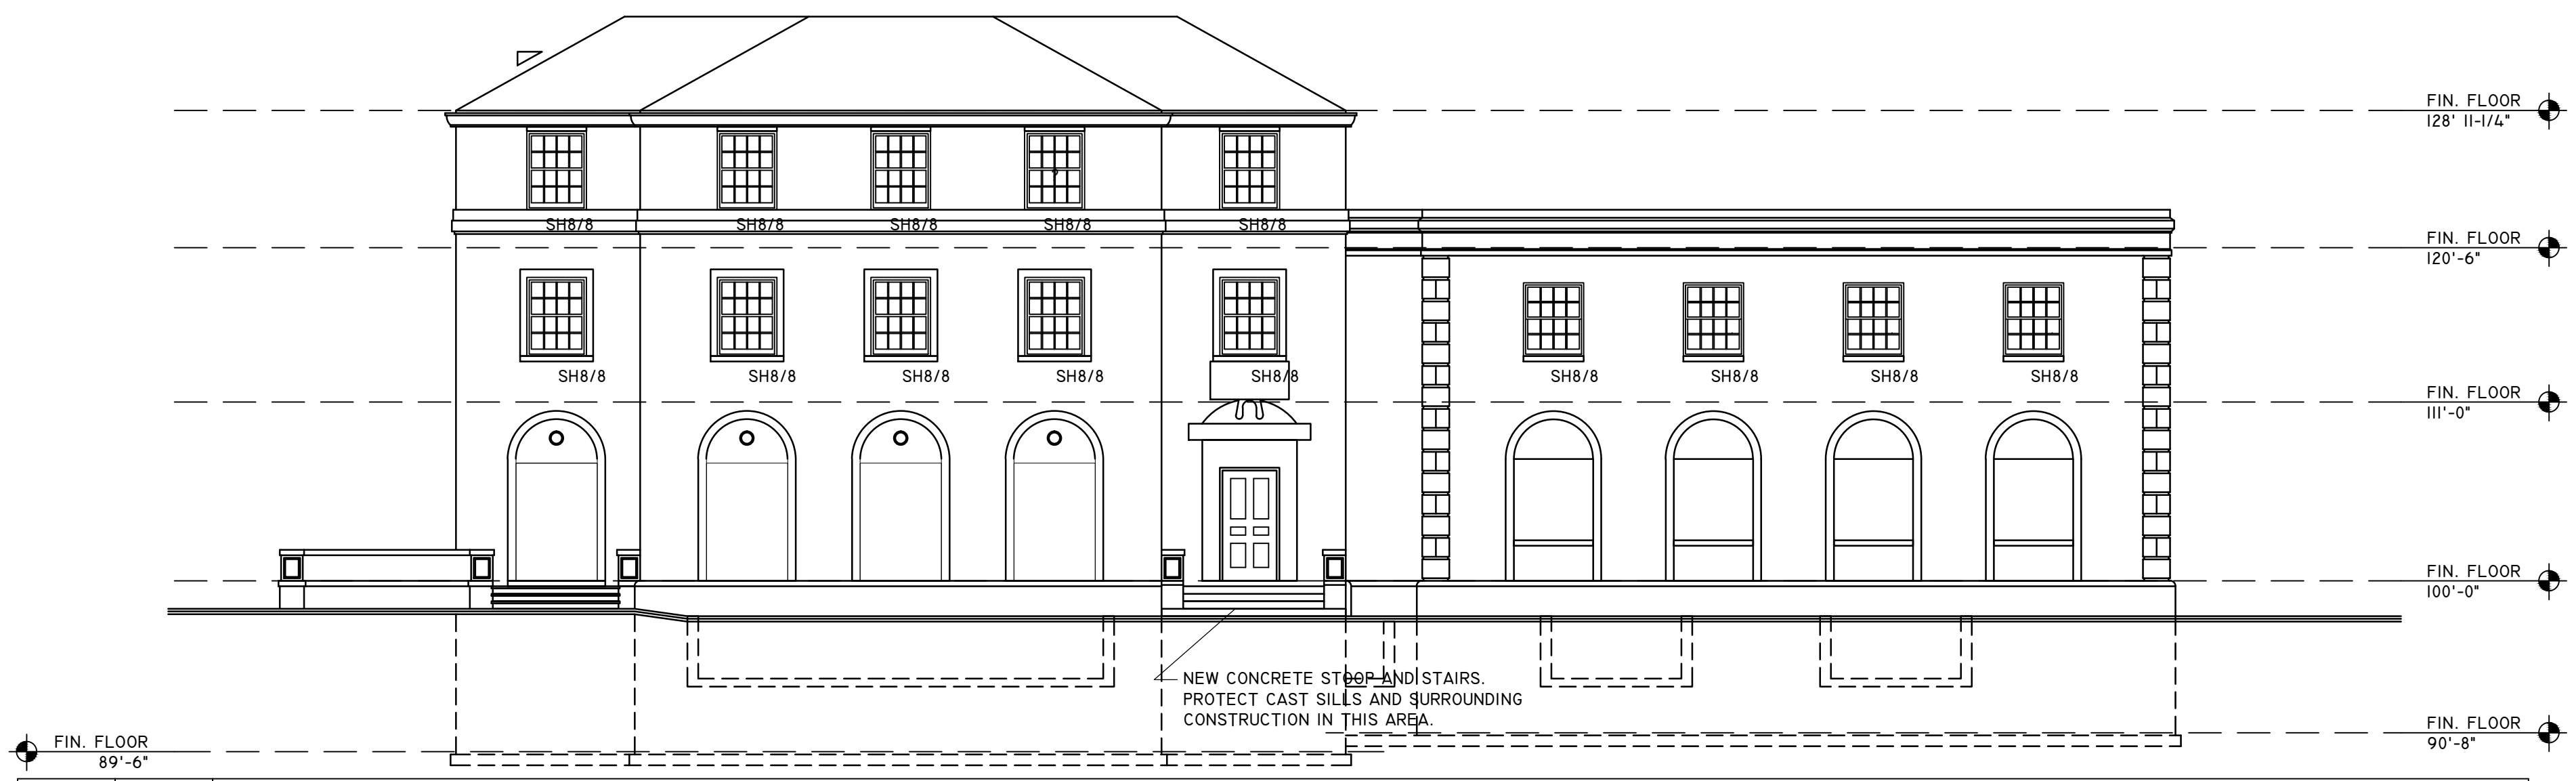 FIN. FLOOR
128' 11-1/4"
SH8/8 SH8/8 SH8/8 SH8/8 SH8/8
FIN. FLOOR
120'-6"
SH8/8 SH8/8 SH8/8 SH8/8 SH8/8 SH8/8 SH8/8 SH8/8 SH8/8
FIN. FLOOR
111'-0"
FIN. FLOOR
100'-0"
NEW CONCRETE STOOP AND STAIRS.
PROTECT CAST SILLS AND SURROUNDING
CONSTRUCTION IN THIS AREA.
FIN. FLOOR
90'-8"
FIN. FLOOR
89'-6"